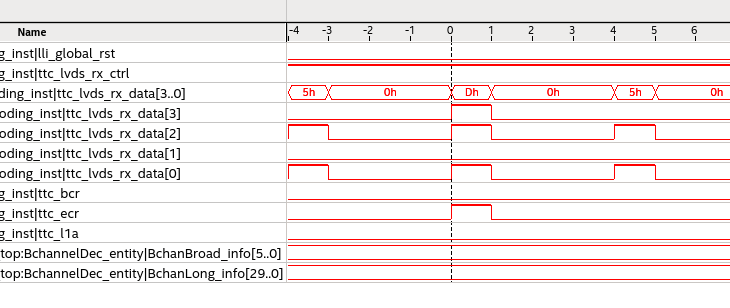 Name -4 -3 -2 -1 0 1 2 3 4 5 6
g_inst|lli_global_rst
g_inst|ttc_lvds_rx_ctrl
ding_inst|ttc_lvds_rx_data[3..0] 5h 0h Dh 0h 5h 0h
oding_inst|ttc_lvds_rx_data[3]
oding_inst|ttc_lvds_rx_data[2]
oding_inst|ttc_lvds_rx_data[1]
oding_inst|ttc_lvds_rx_data[0]
g_inst|ttc_bcr
g_inst|ttc_ecr
g_inst|ttc_l1a
top:BchannelDec_entity|BchanBroad_info[5..0]
top:BchannelDec_entity|BchanLong_info[29..0]